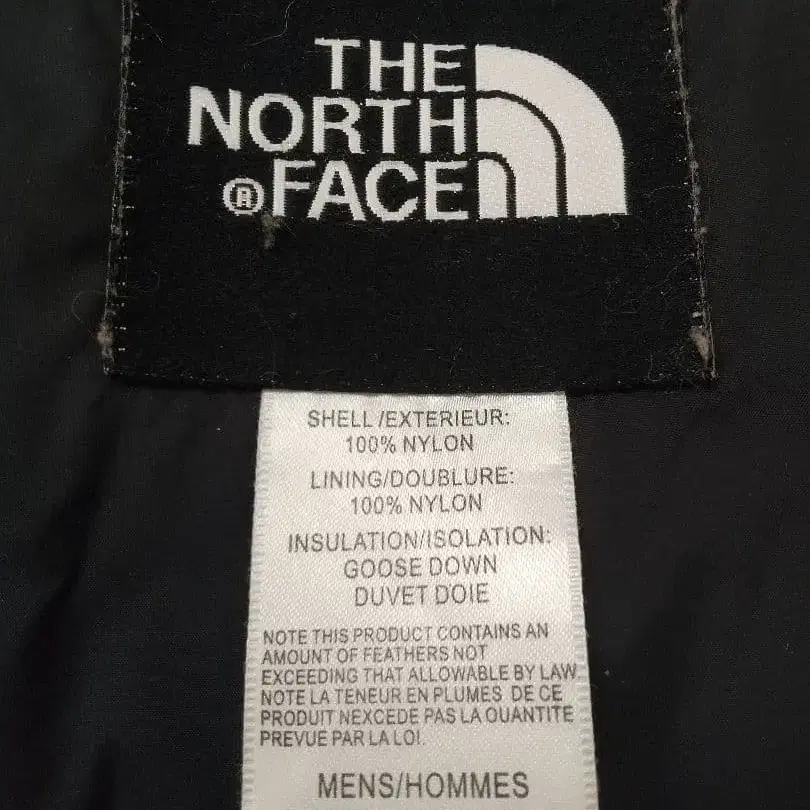 THE
NORTH
®FACE
SHELL/EXTERIEUR:
100% NYLON
LINING/DOUBLURE:
100% NYLON
INSULATION/ISOLATION:
GOOSE DOWN
DUVET DOIE
NOTE THIS PRODUCT CONTAINS AN
AMOUNT OF FEATHERS NOT
EXCEEDING THAT ALLOWABLE BY LAW
NOTE LA TENEUR EN PLUMES DE CE
PRODUIT NEXCEDE PAS LA QUANTITE
PREVUE PAR LA LOI.
MENS/HOMMES